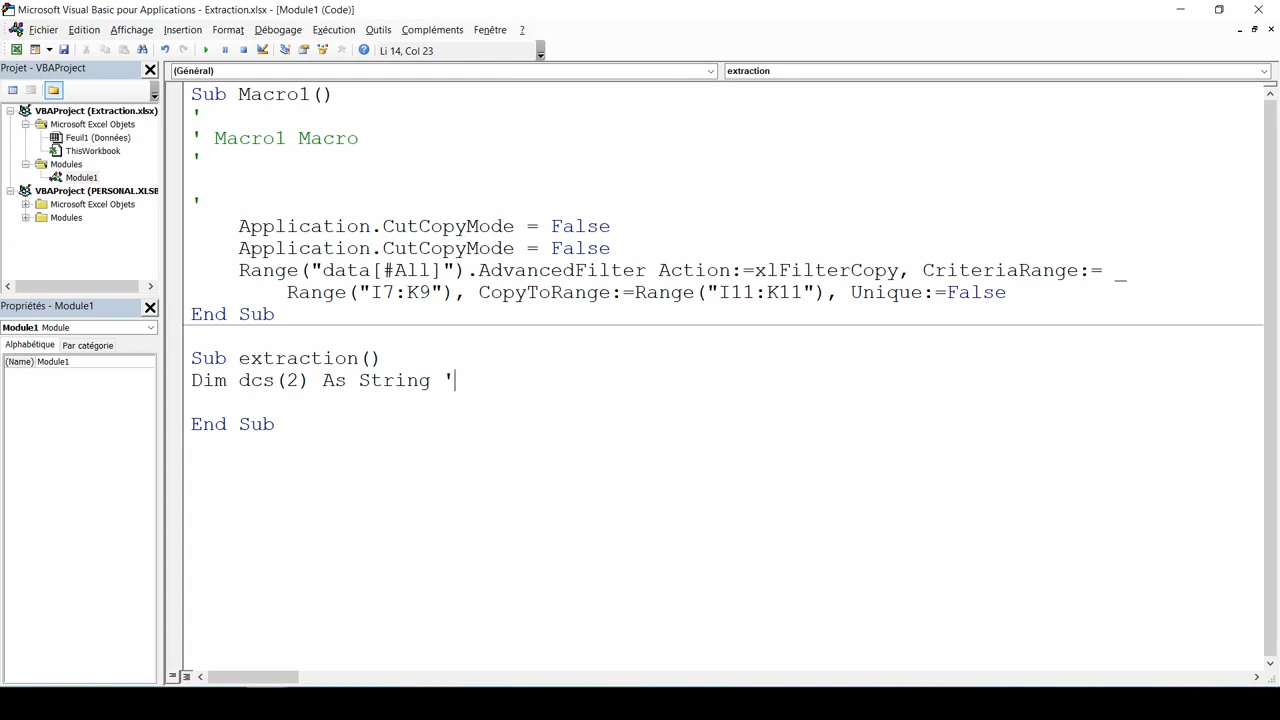 Microsoft Visual Basic pour Applications - Extraction.xlsx - [Module1 (Code)]
Fichier Edition Affichage Insertion Format Débogage Exécution Outils Compléments Fenêtre ?
Li 14, Col 23
Projet - VBAProject
(Général)
extraction
VBAProject (Extraction.xlsx)
Microsoft Excel Objets
Feuil1 (Données)
ThisWorkbook
Modules
Module1
VBAProject (PERSONAL.XLSB
Microsoft Excel Objets
Modules
Propriétés - Module1
Module1 Module
Alphabétique Par catégorie
(Name) Module1
Sub Macro1()
'
' Macro1 Macro
'
'
Application.CutCopyMode = False
Application.CutCopyMode = False
Range("data[#All]").AdvancedFilter Action:=xlFilterCopy, CriteriaRange:= _
Range("I7:K9"), CopyToRange:=Range("I11:K11"), Unique:=False
End Sub
Sub extraction()
Dim dcs(2) As String '
End Sub